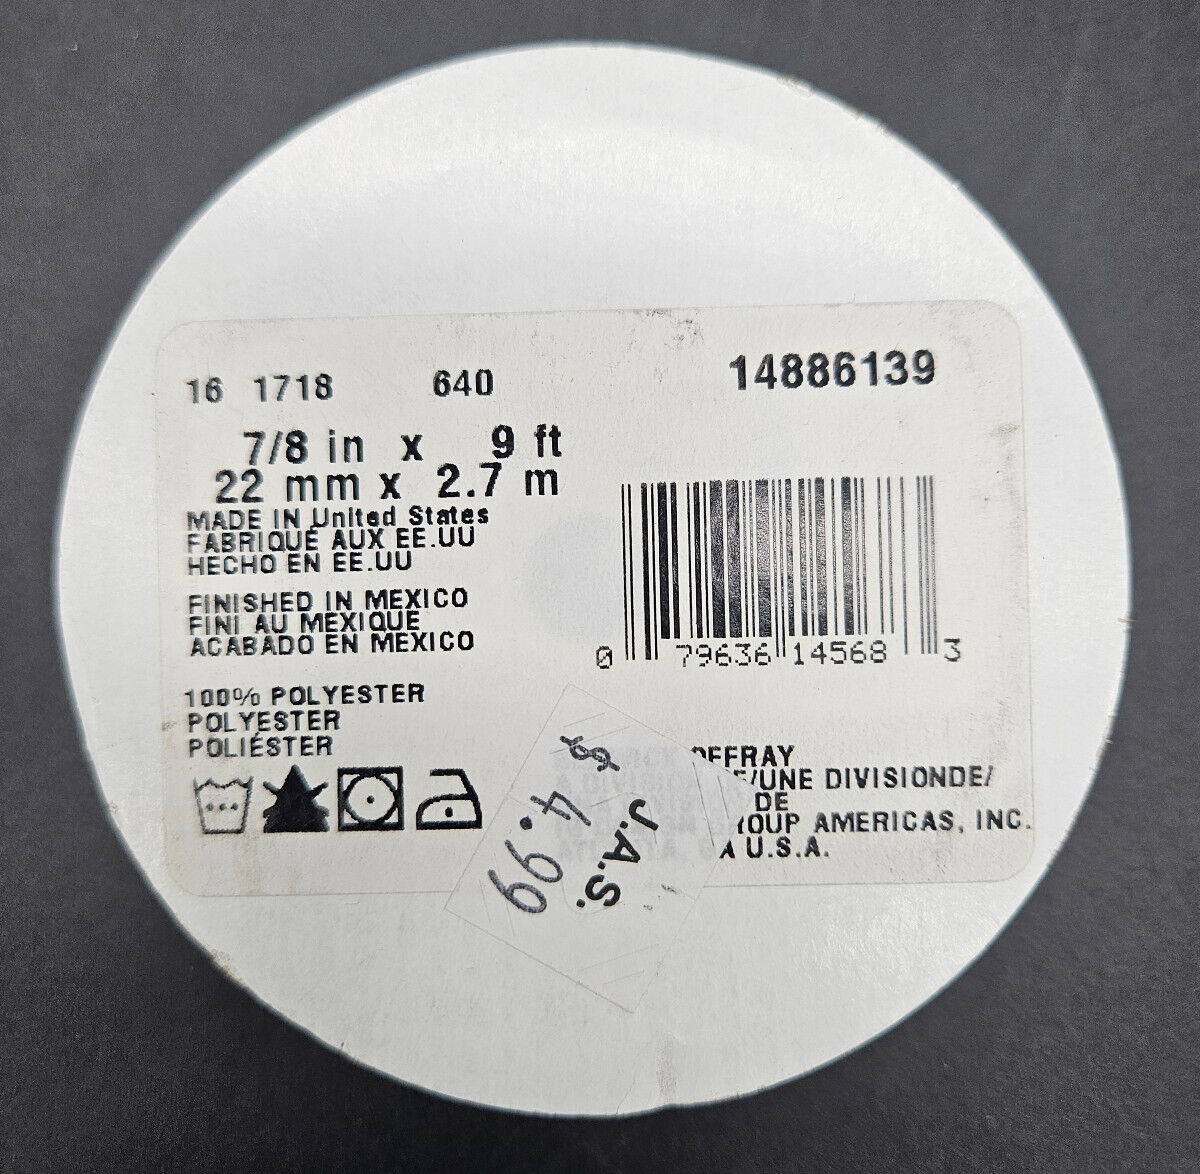 16 1718 640 14886139
7/8 in x 9 ft
22 mm x 2.7 m
MADE IN United States
FABRIQUÉ AUX EE.UU
HECHO EN EE.UU
FINISHED IN MEXICO
FINI AU MEXIQUE
ACABADO EN MEXICO
0 79636 14568 3
100% POLYESTER
POLYESTER
POLIÉSTER
OFFRAY
/UNE DIVISIONDE/
DE
AMERICAS, INC.
U.S.A.
J.A.S.
$4.99